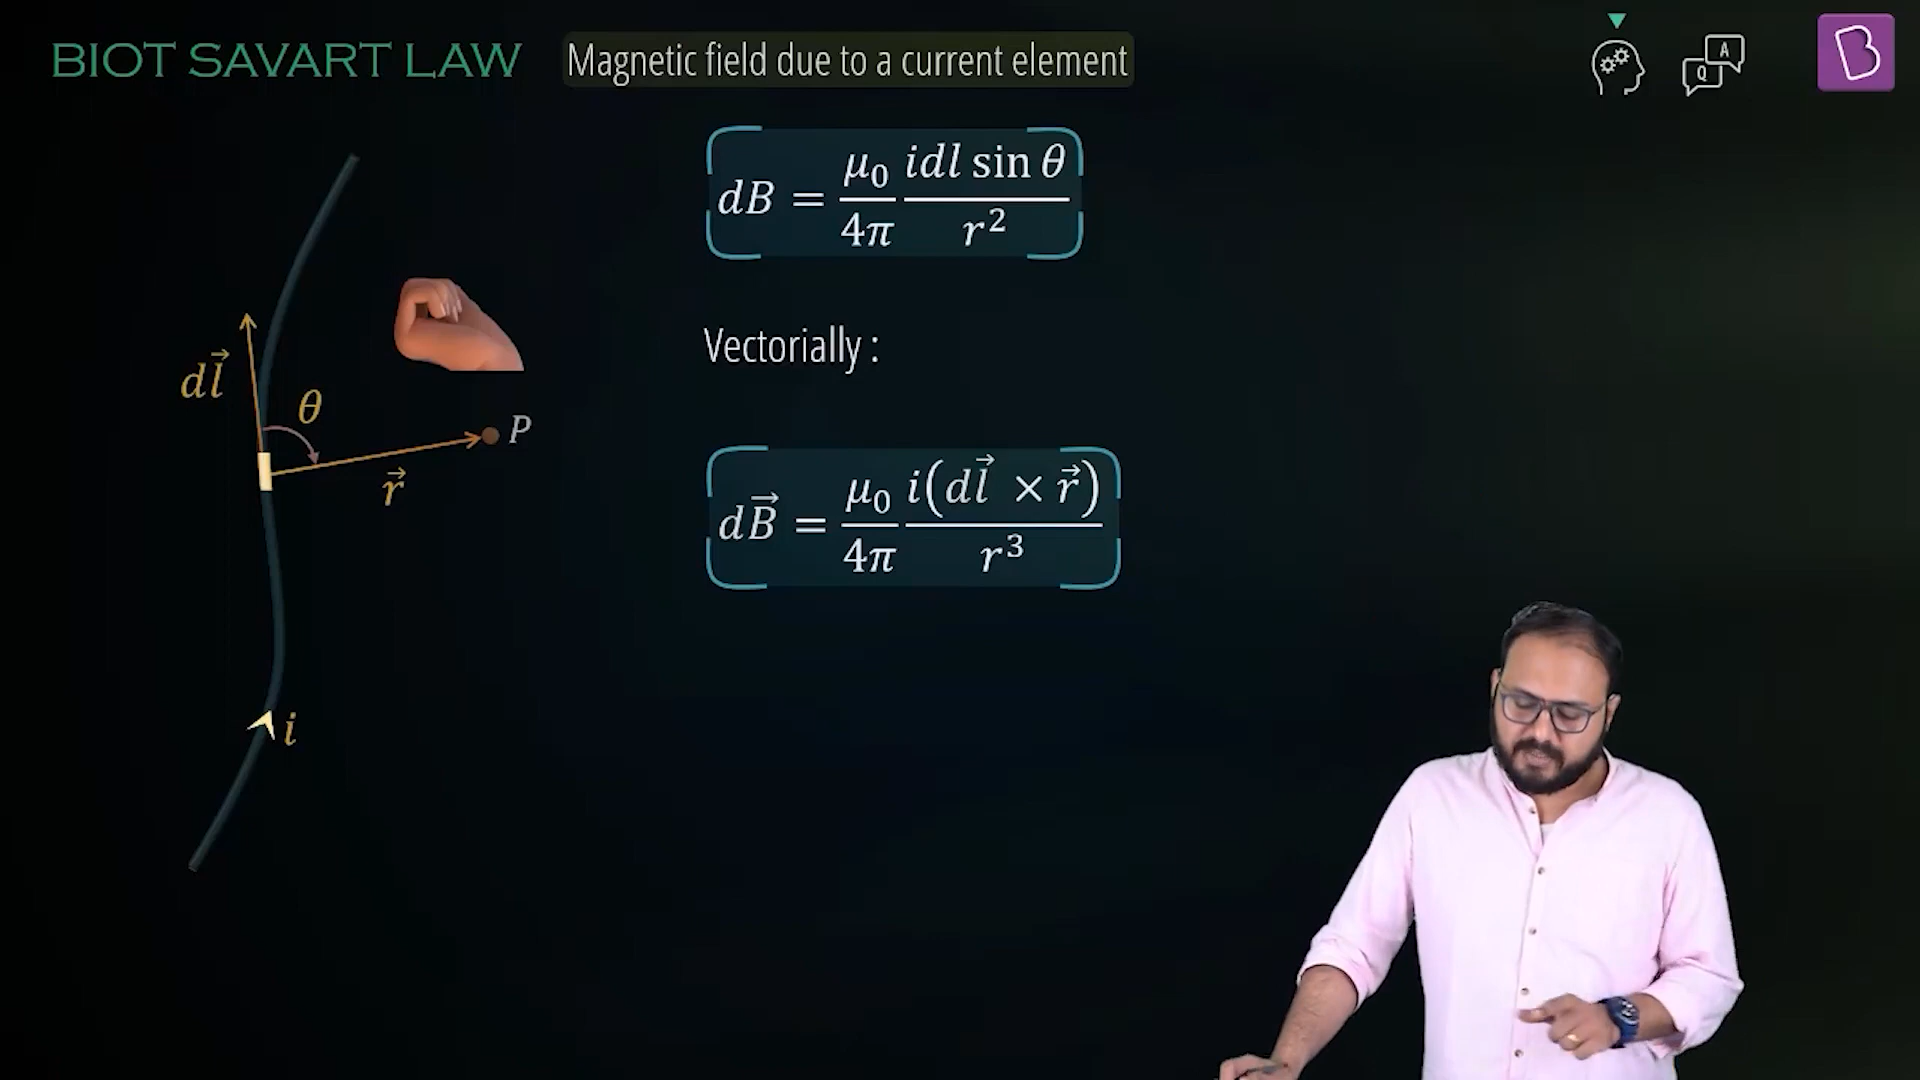 BIOT SAVART LAW
Magnetic field due to a current element
A
Q
B
dB = μ₀/4π idl sin θ/r²
Vectorially :
dB⃗ = μ₀/4π i(dl⃗ × r⃗)/r³
dl⃗
θ
P
r⃗
i